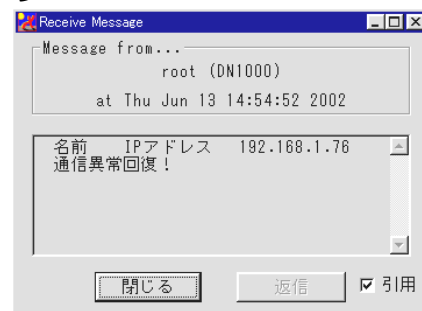 Receive Message
Message from...
root (DN1000)
at Thu Jun 13 14:54:52 2002
名前 IPアドレス 192.168.1.76
通信異常回復！
閉じる 返信 引用